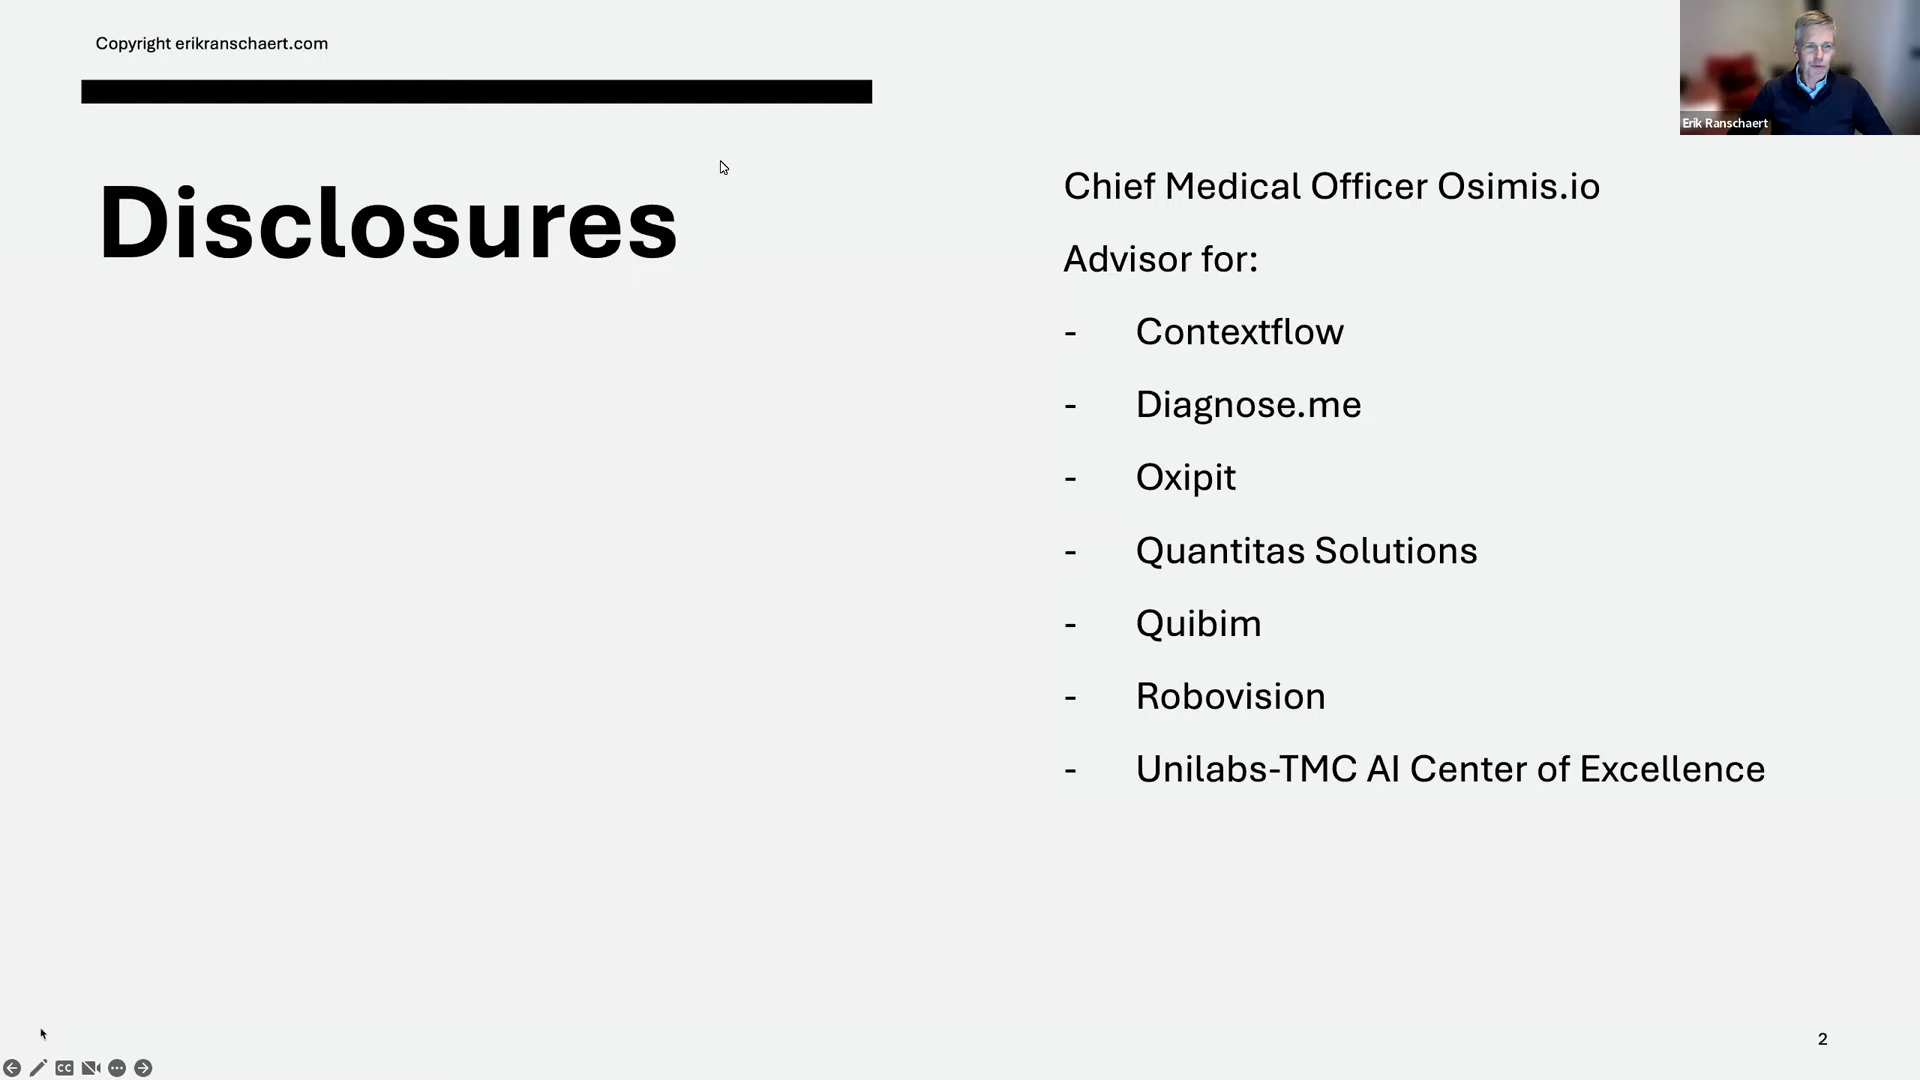 Copyright erikranschaert.com
Erik Ranschaert
Disclosures
Chief Medical Officer Osimis.io
Advisor for:
- Contextflow
- Diagnose.me
- Oxipit
- Quantitas Solutions
- Quibim
- Robovision
- Unilabs-TMC AI Center of Excellence
2
CC